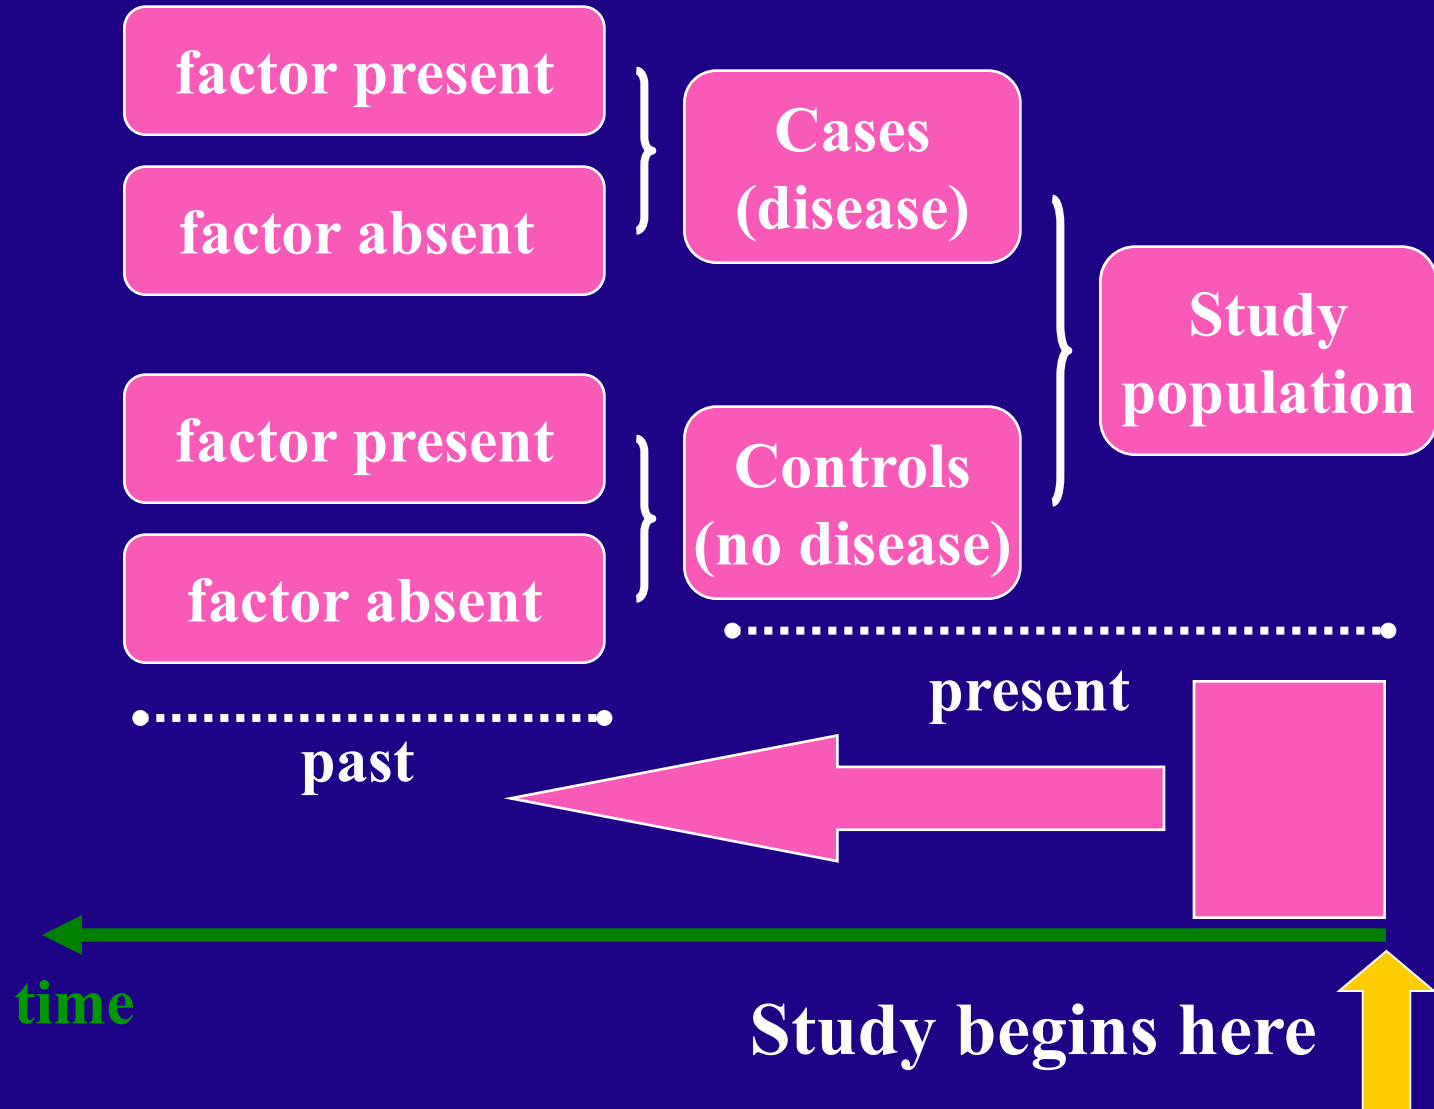 factor present
factor absent
Cases
(disease)
Study
population
factor present
factor absent
Controls
(no disease)
present
past
time
Study begins here